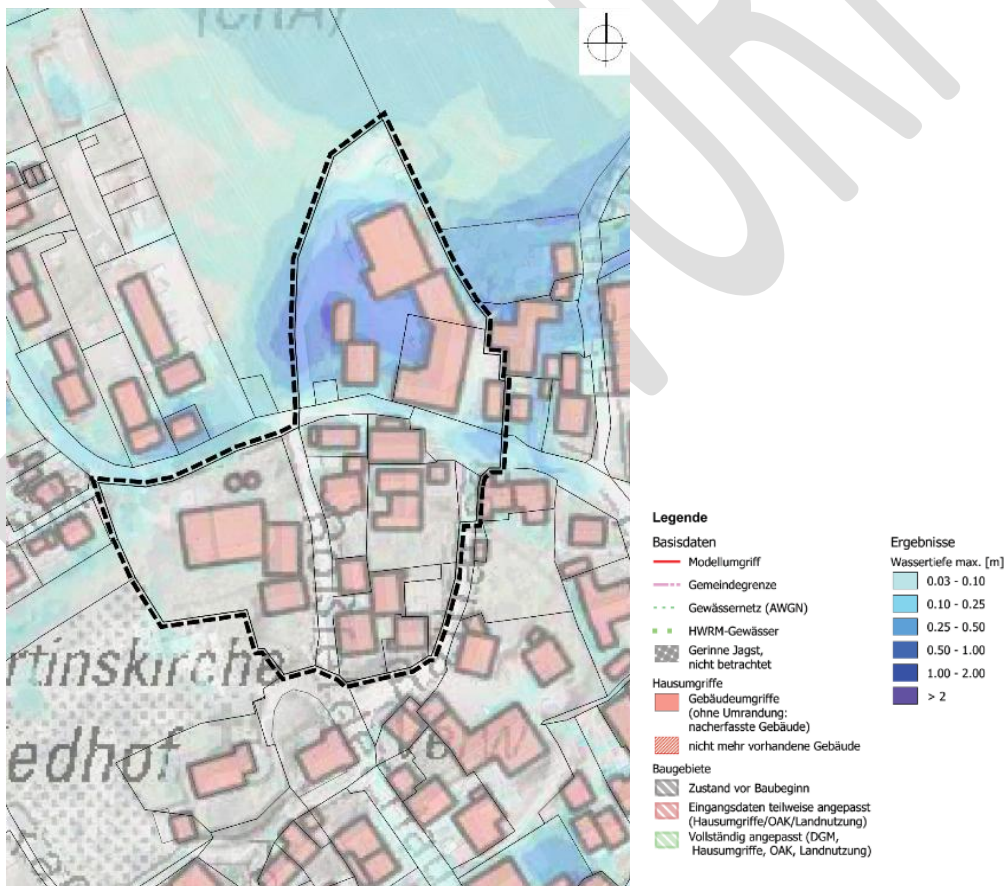 rtinskirche
edhof
Legende
Basisdaten
Modellumgriff
Gemeindegrenze
Gewässernetz (AWGN)
HWRM-Gewässer
Gerinne Jagst,
nicht betrachtet
Hausumgriffe
Gebäudeumgriffe
(ohne Umrandung:
nacherfasste Gebäude)
nicht mehr vorhandene Gebäude
Baugebiete
Zustand vor Baubeginn
Eingangsdaten teilweise angepasst
(Hausumgriffe/OAK/Landnutzung)
Vollständig angepasst (DGM,
Hausumgriffe, OAK, Landnutzung)
Ergebnisse
Wassertiefe max. [m]
0.03 - 0.10
0.10 - 0.25
0.25 - 0.50
0.50 - 1.00
1.00 - 2.00
> 2